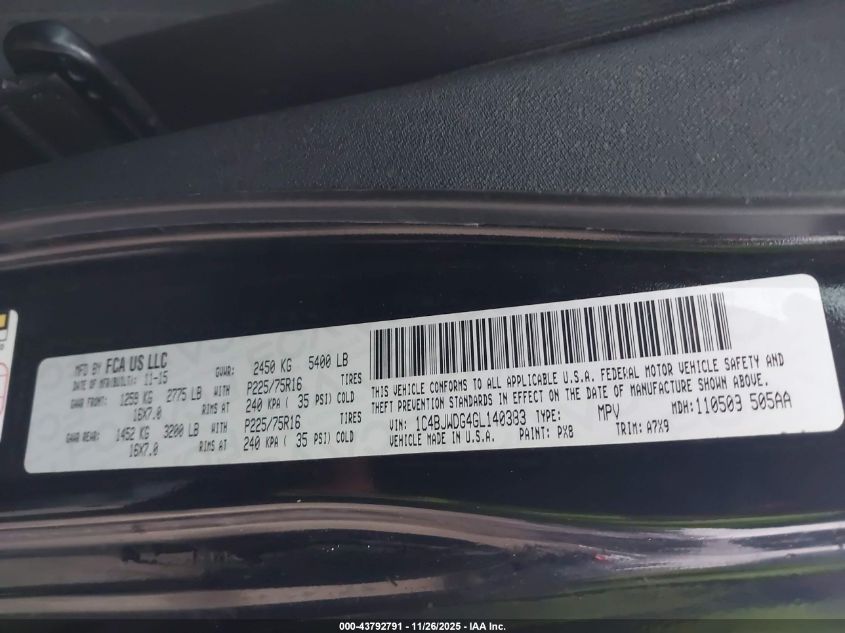 MFD BY FCA US LLC
DATE OF MFR/BUILT: 11-15 GVWR: 2450 KG 5400 LB
GAWR FRONT: 1259 KG 2775 LB WITH P225/75R16 TIRES
16X7.0 RIMS AT 240 KPA ( 35 PSI) COLD
GAWR REAR: 1452 KG 3200 LB WITH P225/75R16 TIRES
16X7.0 RIMS AT 240 KPA ( 35 PSI) COLD
THIS VEHICLE CONFORMS TO ALL APPLICABLE U.S.A. FEDERAL MOTOR VEHICLE SAFETY AND
THEFT PREVENTION STANDARDS IN EFFECT ON THE DATE OF MANUFACTURE SHOWN ABOVE.
VIN: 1C4BJWDG4GL140383 TYPE: MPV MDH: 110503 505AA
VEHICLE MADE IN U.S.A. PAINT: PX8 TRIM: A7X9
000-43792791 - 11/26/2025 - IAA Inc.